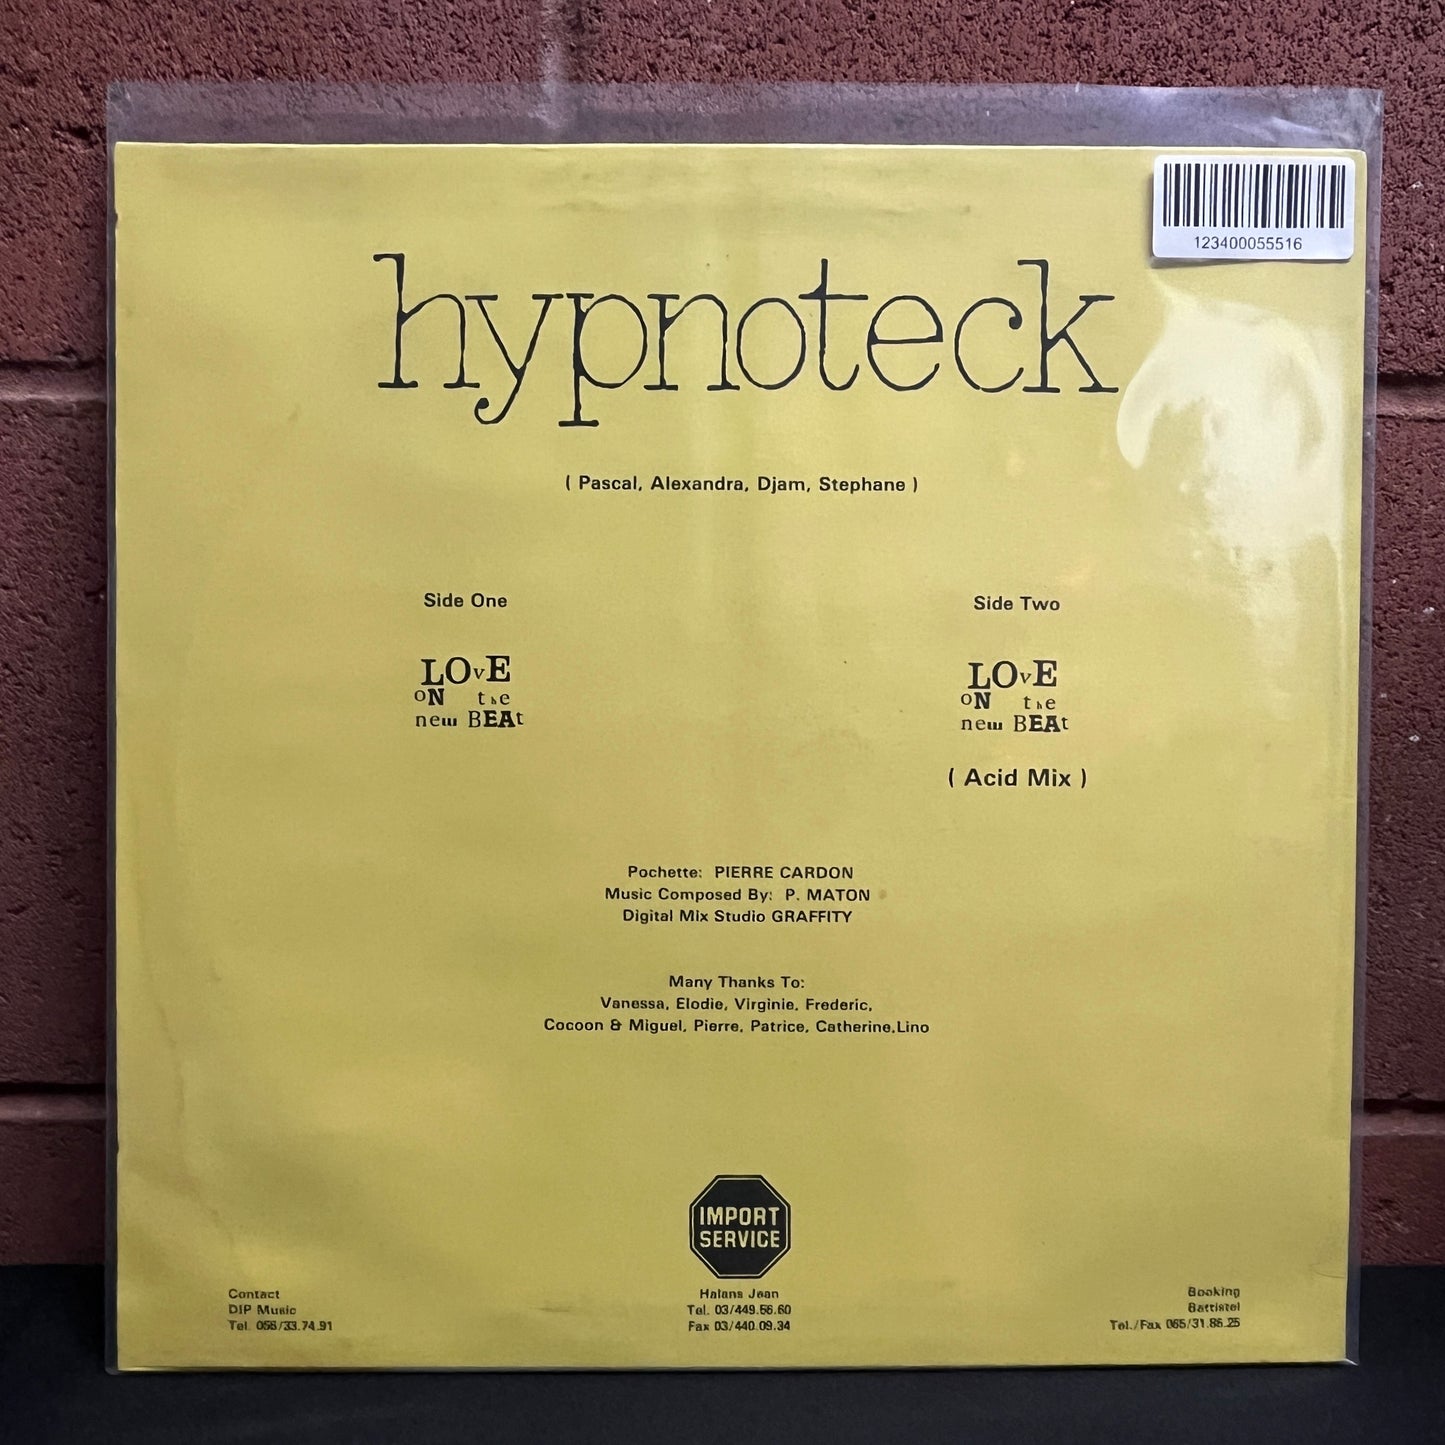 123400055516
hypnoteck
( Pascal, Alexandra, Djam, Stephane )
Side One
LOvE
oN the
new BEAt
Side Two
LOvE
oN the
new BEAt
( Acid Mix )
Pochette: PIERRE CARDON
Music Composed By: P. MATON
Digital Mix Studio GRAFFITY
Many Thanks To:
Vanessa, Elodie, Virginie, Frederic,
Cocoon & Miguel, Pierre, Patrice, Catherine,Lino
IMPORT
SERVICE
Contact
DIP Music
Tel.
Halans Jean
Tel. 03/449.56.60
Fax 03/440.09.34
Booking
Battistel
Tel./Fax